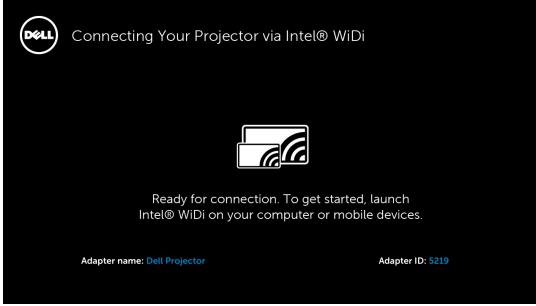 DELL
Connecting Your Projector via Intel® WiDi
Ready for connection. To get started, launch
Intel® WiDi on your computer or mobile devices.
Adapter name: Dell Projector
Adapter ID: 5219